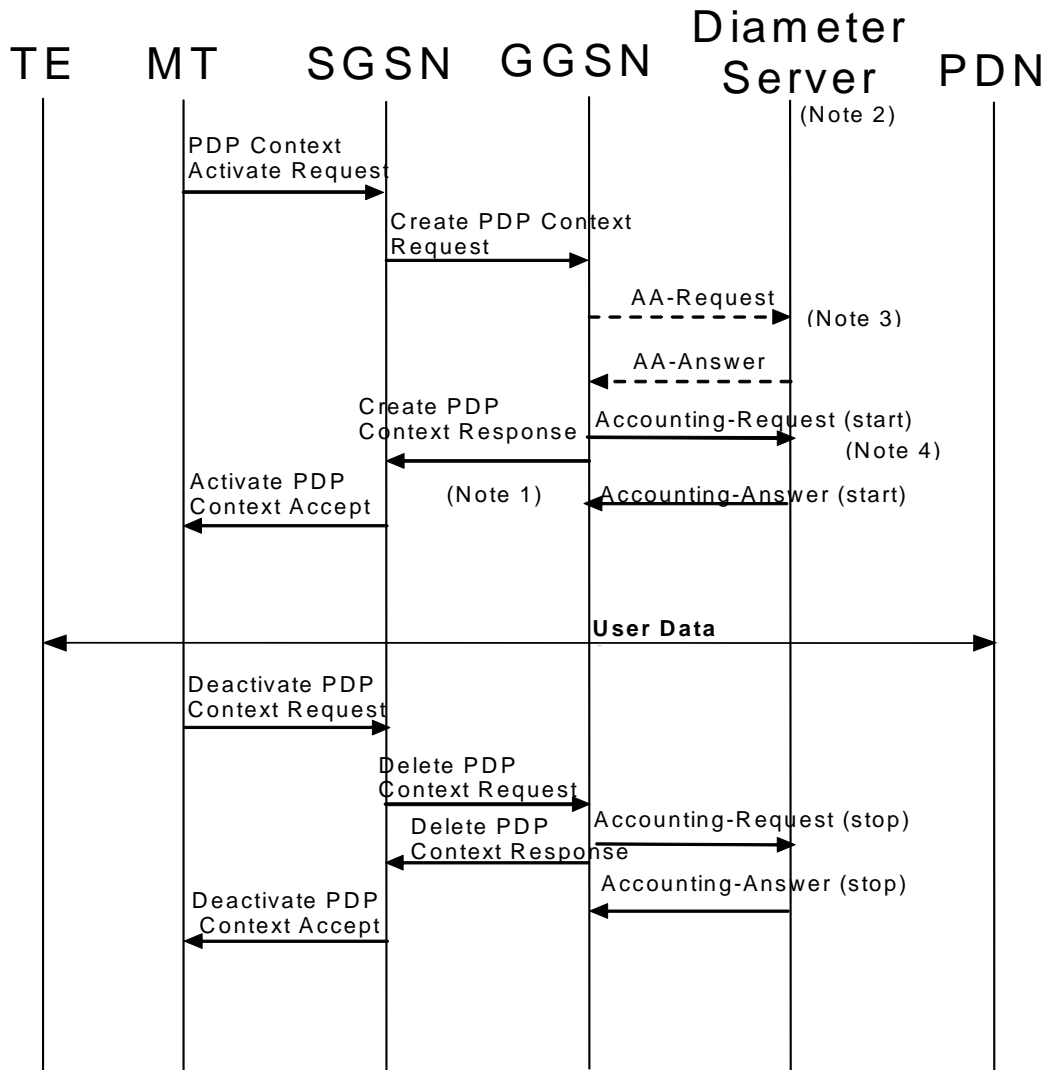 TE
MT
SGSN
GGSN
Diameter
Server
PDN
(Note 2)
PDP Context
Activate Request
Create PDP Context
Request
AA-Request
(Note 3)
AA-Answer
Create PDP
Context Response
Accounting-Request (start)
(Note 4)
Activate PDP
Context Accept
(Note 1)
Accounting-Answer (start)
User Data
Deactivate PDP
Context Request
Delete PDP
Context Request
Accounting-Request (stop)
Delete PDP
Context Response
Accounting-Answer (stop)
Deactivate PDP
Context Accept